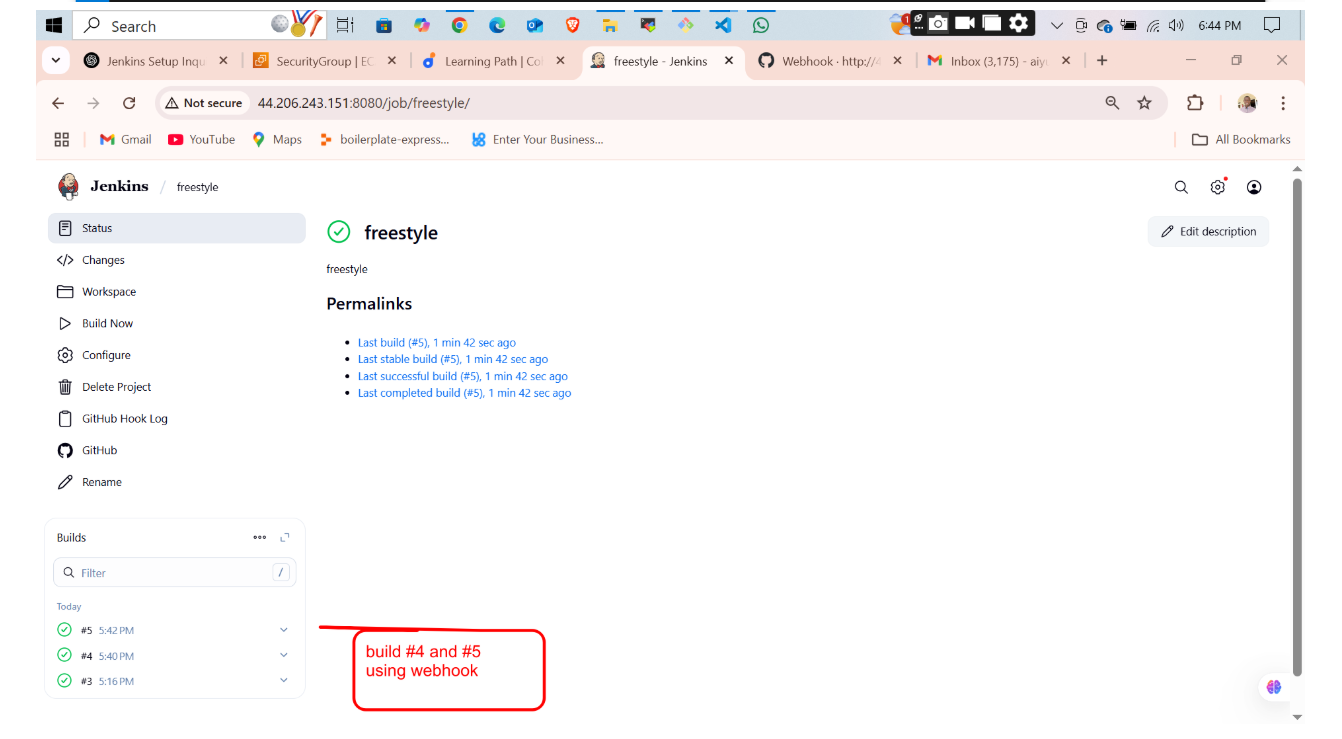 Search
1
6:44 PM
Jenkins Setup Inqu
SecurityGroup | EC
Learning Path | Col
freestyle - Jenkins
Webhook · http://4
Inbox (3,175) - aiy
Not secure
44.206.243.151:8080/job/freestyle/
Gmail
YouTube
Maps
boilerplate-express...
Enter Your Business...
All Bookmarks
Jenkins / freestyle
Status
Changes
Workspace
Build Now
Configure
Delete Project
GitHub Hook Log
GitHub
Rename
freestyle
Edit description
freestyle
Permalinks
Last build (#5), 1 min 42 sec ago
Last stable build (#5), 1 min 42 sec ago
Last successful build (#5), 1 min 42 sec ago
Last completed build (#5), 1 min 42 sec ago
Builds
Filter /
Today
#5 5:42 PM
#4 5:40 PM
#3 5:16 PM
build #4 and #5
using webhook